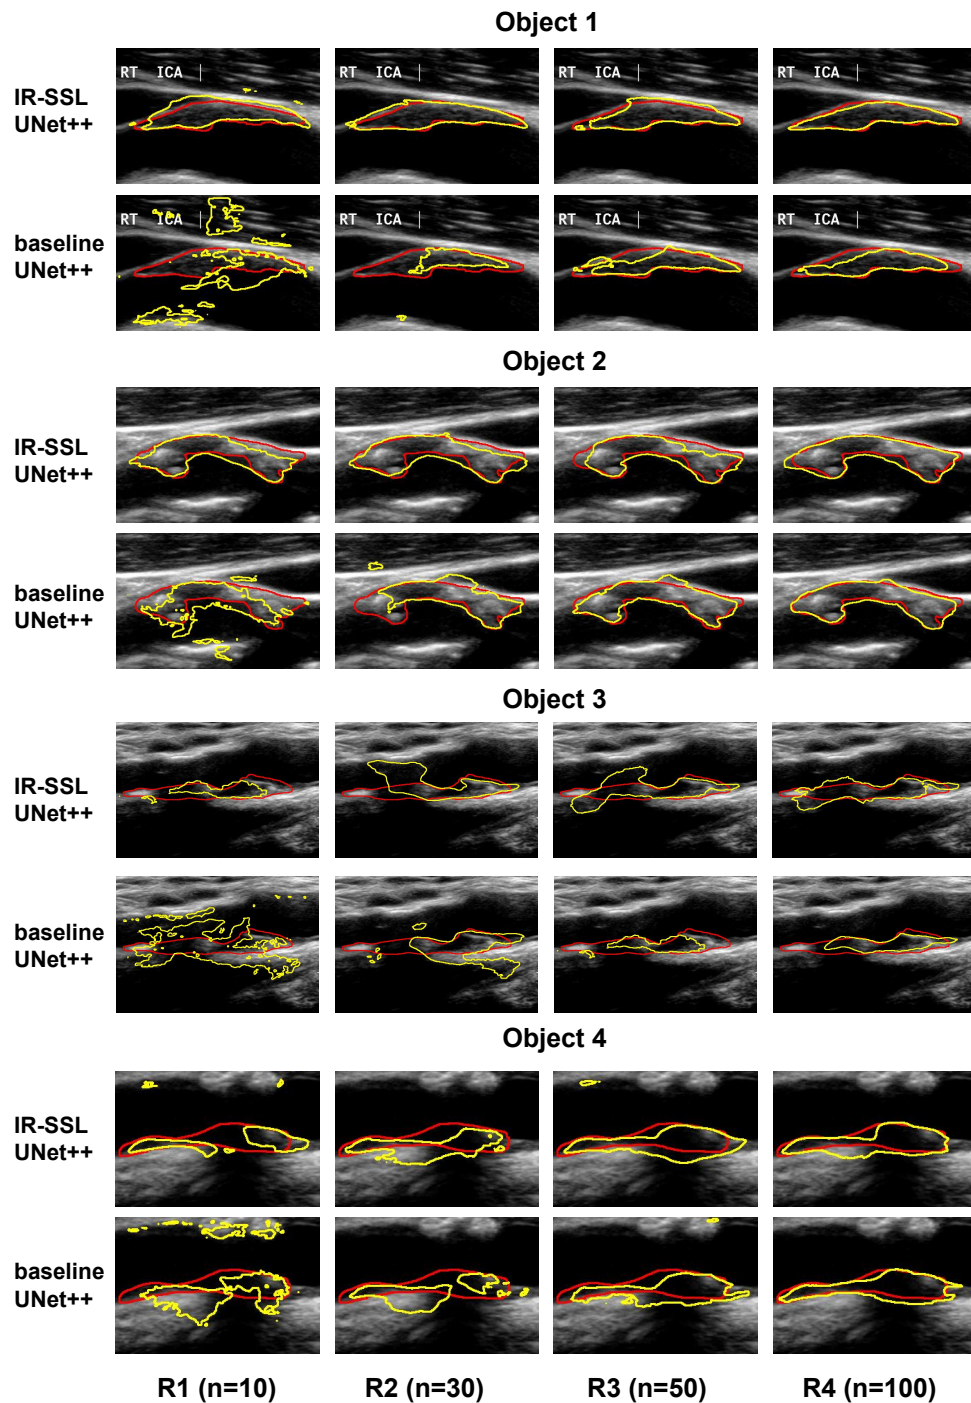 Object 1
IR-SSL
UNet++
RT ICA |
RT ICA |
RT ICA |
RT ICA |
baseline
UNet++
RT ICA |
RT ICA |
RT ICA |
RT ICA |
Object 2
IR-SSL
UNet++
baseline
UNet++
Object 3
IR-SSL
UNet++
baseline
UNet++
Object 4
IR-SSL
UNet++
baseline
UNet++
R1 (n=10) R2 (n=30) R3 (n=50) R4 (n=100)